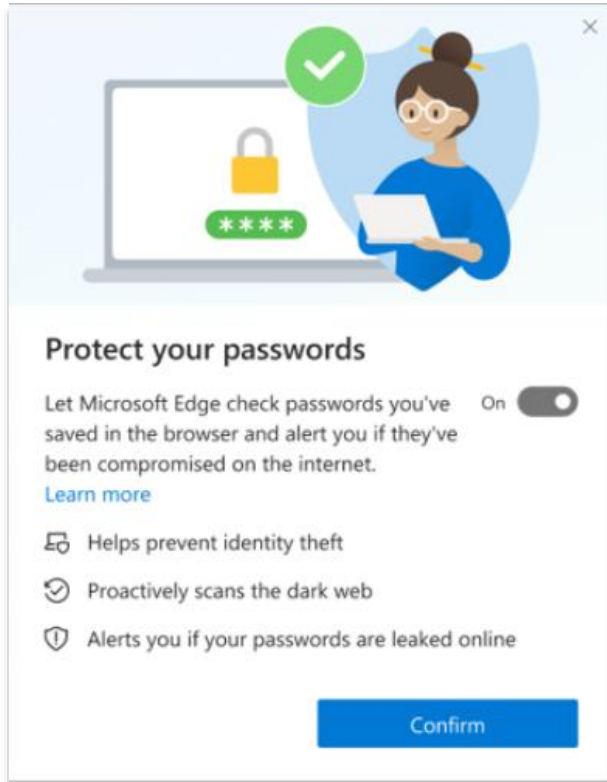 ****
Protect your passwords
Let Microsoft Edge check passwords you've
On
saved in the browser and alert you if they've
been compromised on the internet.
Learn more
Helps prevent identity theft
Proactively scans the dark web
Alerts you if your passwords are leaked online
Confirm